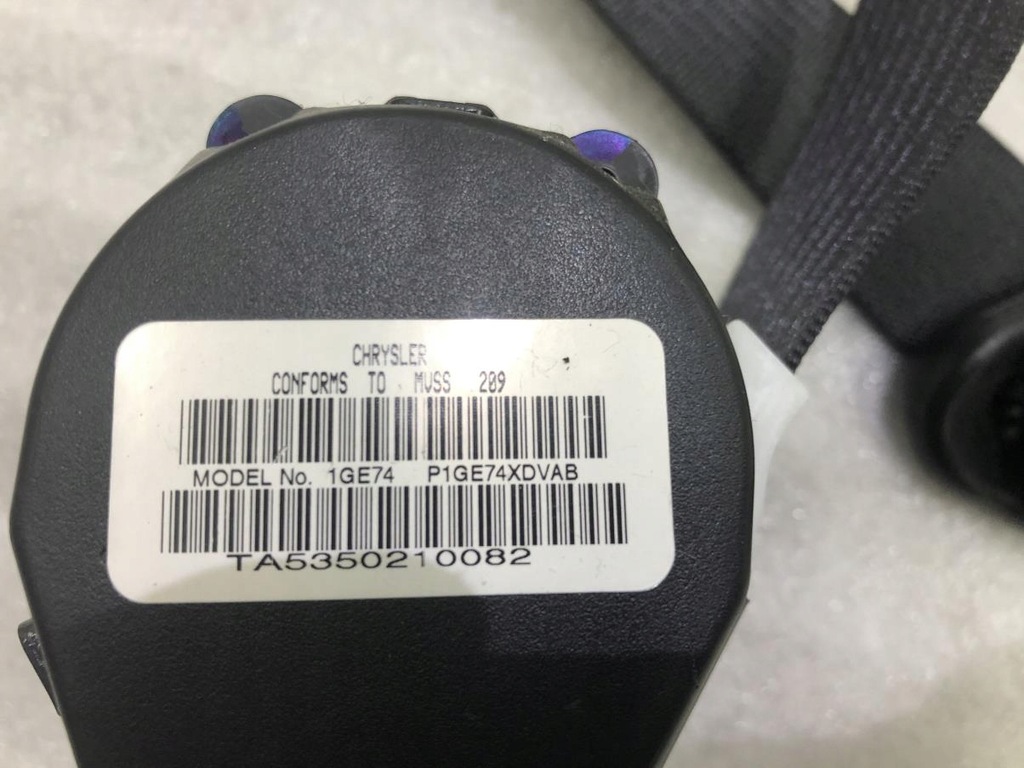 CHRYSLER
CONFORMS TO MVSS 209
MODEL No. 1GE74 P1GE74XDVAB
TA5350210082